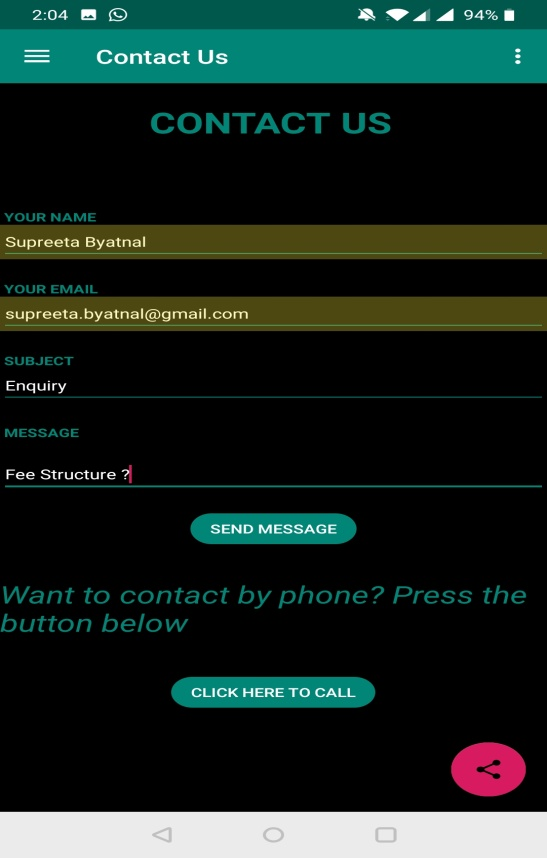 2:04 94%
Contact Us
CONTACT US
YOUR NAME
Supreeta Byatnal
YOUR EMAIL
supreeta.byatnal@gmail.com
SUBJECT
Enquiry
MESSAGE
Fee Structure ?
SEND MESSAGE
Want to contact by phone? Press the
button below
CLICK HERE TO CALL